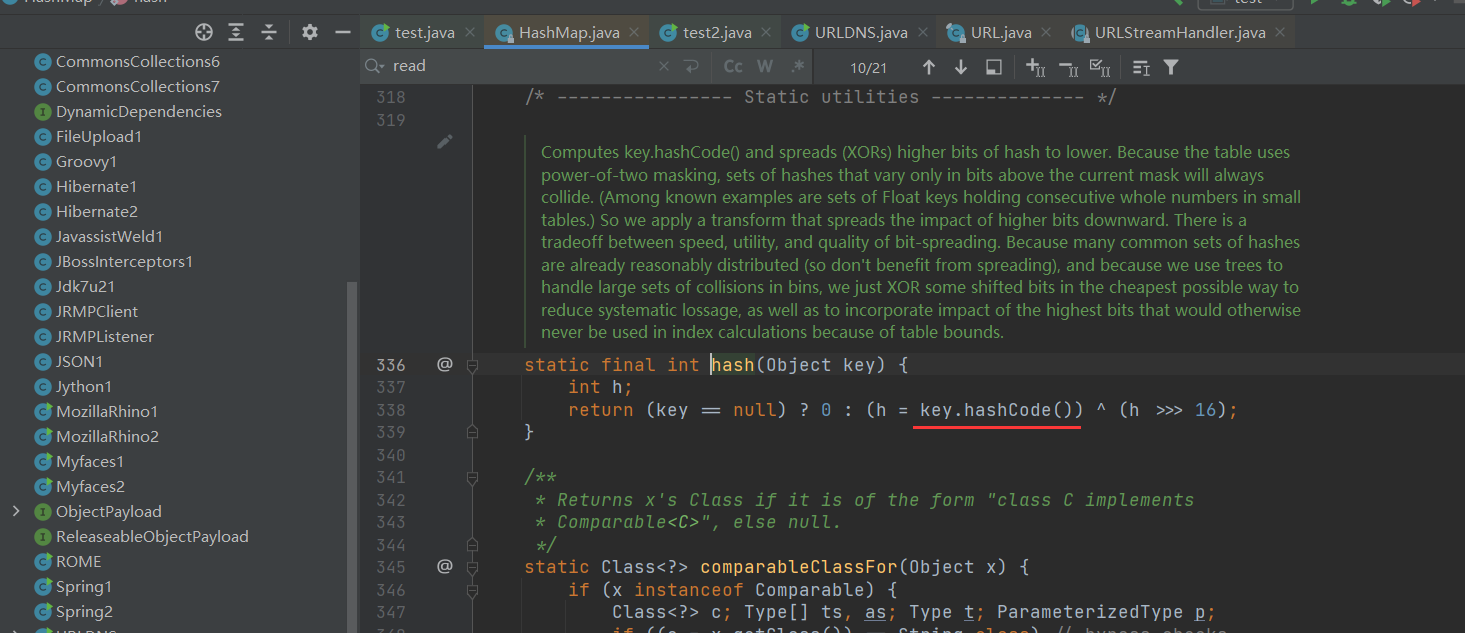 HashMap hash test
test.java HashMap.java test2.java URLDNS.java URL.java URLStreamHandler.java
read Cc W .* 10/21
CommonsCollections6
CommonsCollections7
DynamicDependencies
FileUpload1
Groovy1
Hibernate1
Hibernate2
JavassistWeld1
JBossInterceptors1
Jdk7u21
JRMPClient
JRMPListener
JSON1
Jython1
MozillaRhino1
MozillaRhino2
Myfaces1
Myfaces2
ObjectPayload
ReleaseableObjectPayload
ROME
Spring1
Spring2
URLDNS
318 /* ---------------- Static utilities -------------- */
319
Computes key.hashCode() and spreads (XORs) higher bits of hash to lower. Because the table uses
power-of-two masking, sets of hashes that vary only in bits above the current mask will always
collide. (Among known examples are sets of Float keys holding consecutive whole numbers in small
tables.) So we apply a transform that spreads the impact of higher bits downward. There is a
tradeoff between speed, utility, and quality of bit-spreading. Because many common sets of hashes
are already reasonably distributed (so don't benefit from spreading), and because we use trees to
handle large sets of collisions in bins, we just XOR some shifted bits in the cheapest possible way to
reduce systematic lossage, as well as to incorporate impact of the highest bits that would otherwise
never be used in index calculations because of table bounds.
336 @ static final int hash(Object key) {
337 int h;
338 return (key == null) ? 0 : (h = key.hashCode()) ^ (h >>> 16);
339 }
340
341 /**
342 * Returns x's Class if it is of the form "class C implements
343 * Comparable<C>", else null.
344 */
345 @ static Class<?> comparableClassFor(Object x) {
346 if (x instanceof Comparable) {
347 Class<?> c; Type[] ts, as; Type t; ParameterizedType p;
348 if ((c = x.getClass()) == String.class) // bypass checks